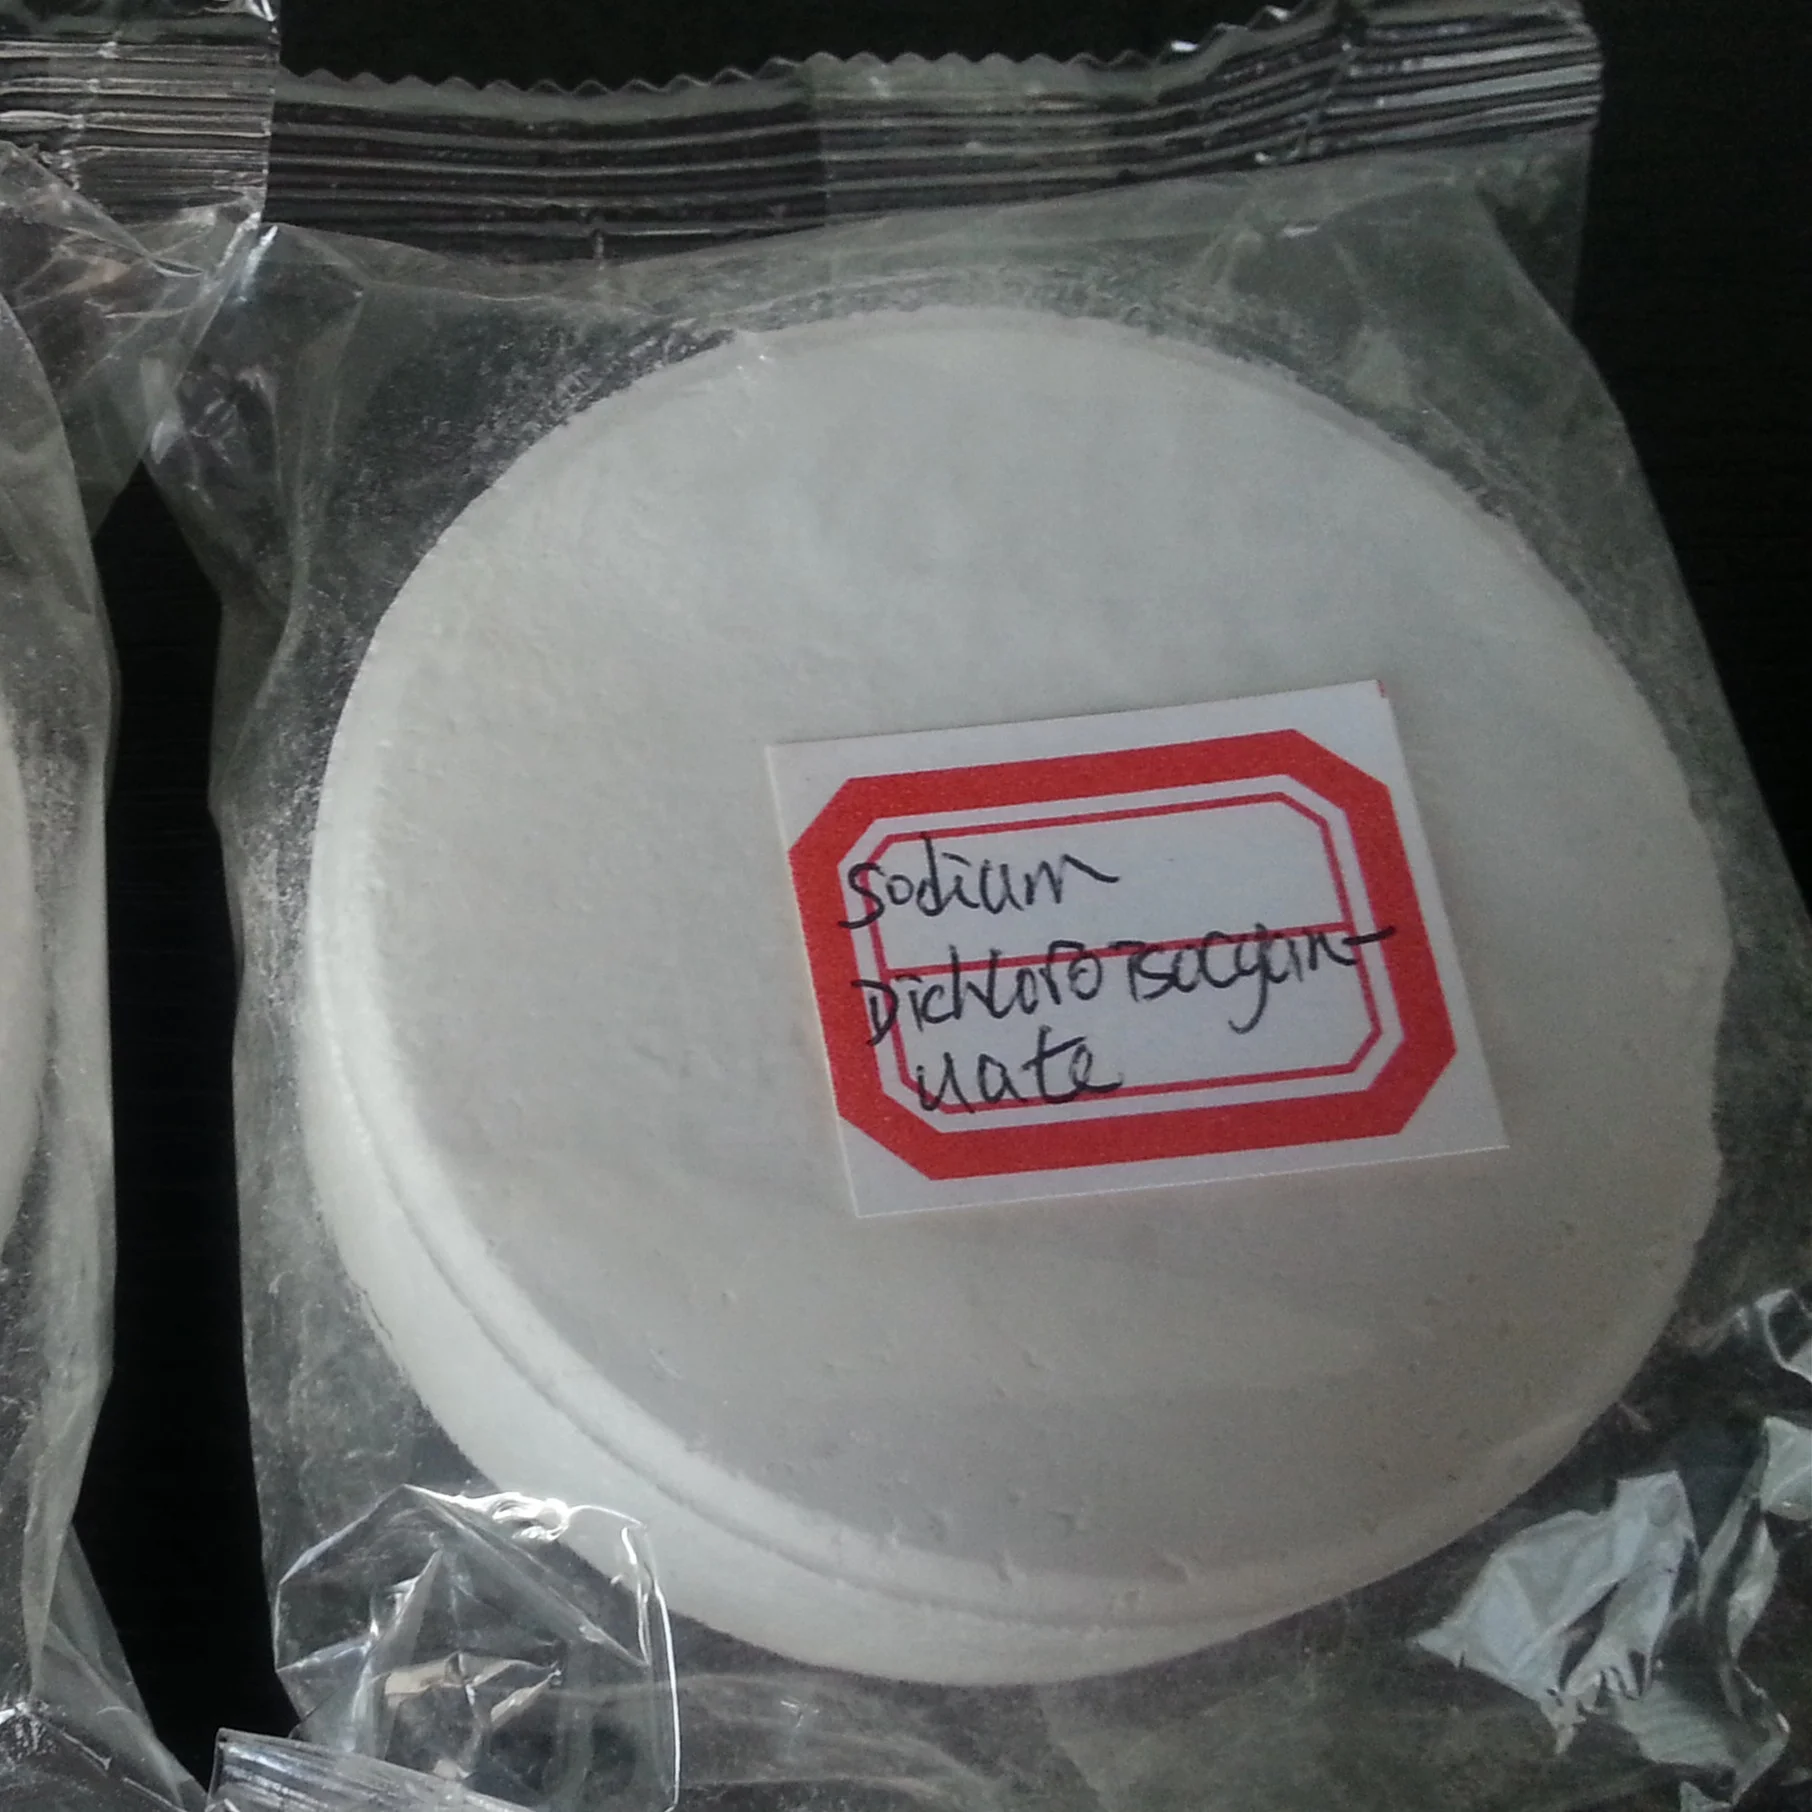 Sodium
Dichloroisocyan-
uate